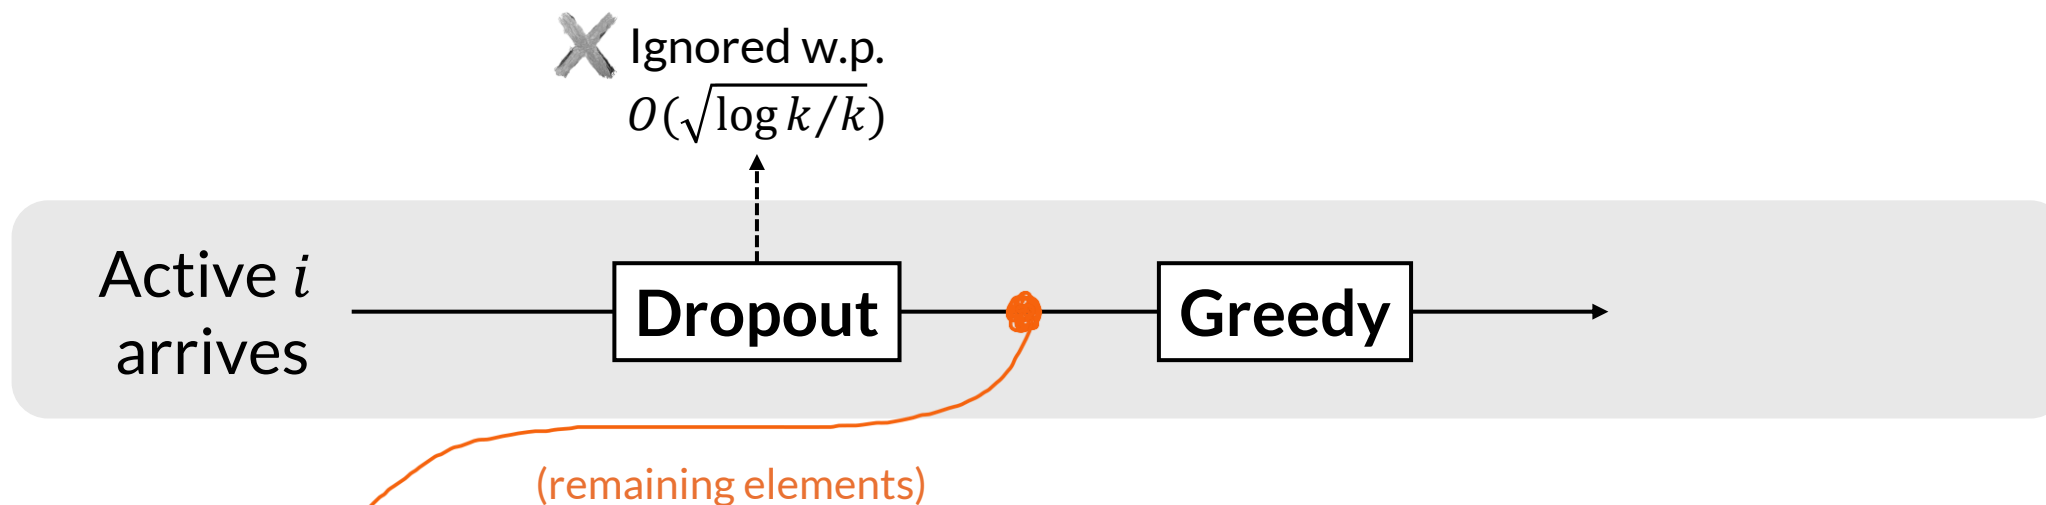 Ignored w.p.
O(√log k/k)
Active i
arrives
Dropout
Greedy
(remaining elements)